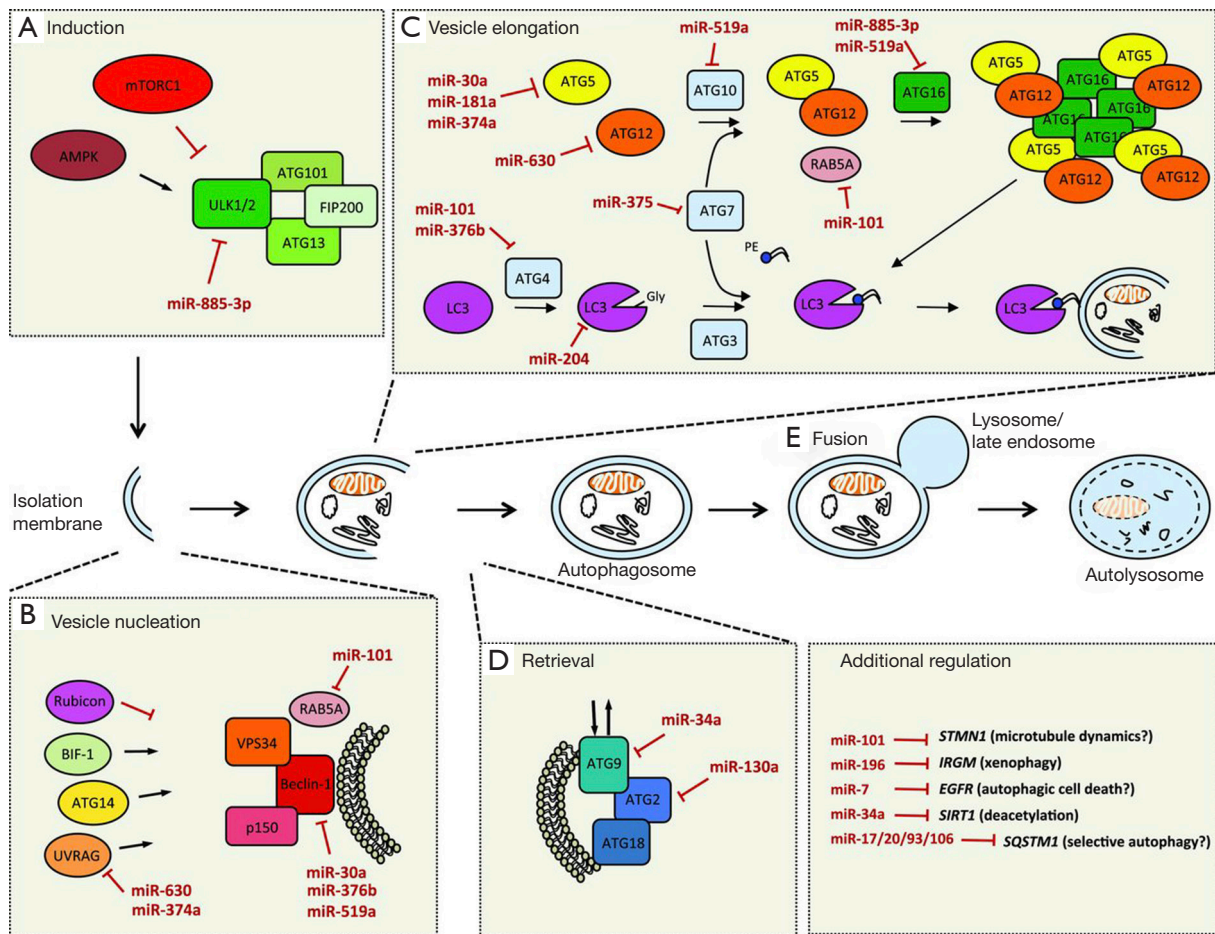 A Induction
mTORC1
AMPK
ATG101
ULK1/2
FIP200
ATG13
miR-885-3p
C Vesicle elongation
miR-519a
miR-885-3p
miR-519a
miR-30a
miR-181a
miR-374a
ATG5
ATG10
ATG5
ATG12
ATG16
ATG5
ATG16
ATG5
ATG12
ATG12
ATG16
ATG16
ATG16
ATG5
ATG5
ATG12
ATG12
ATG12
miR-630
RAB5A
miR-101
miR-375
ATG7
miR-101
miR-376b
ATG4
PE
LC3
LC3
Gly
LC3
LC3
ATG3
miR-204
Isolation
membrane
Autophagosome
E Fusion
Lysosome/
late endosome
Autolysosome
B Vesicle nucleation
miR-101
Rubicon
RAB5A
BIF-1
VPS34
Beclin-1
ATG14
p150
UVRAG
miR-630
miR-374a
miR-30a
miR-376b
miR-519a
D Retrieval
miR-34a
ATG9
miR-130a
ATG2
ATG18
Additional regulation
miR-101 STMN1 (microtubule dynamics?)
miR-196 IRGM (xenophagy)
miR-7 EGFR (autophagic cell death?)
miR-34a SIRT1 (deacetylation)
miR-17/20/93/106 SQSTM1 (selective autophagy?)